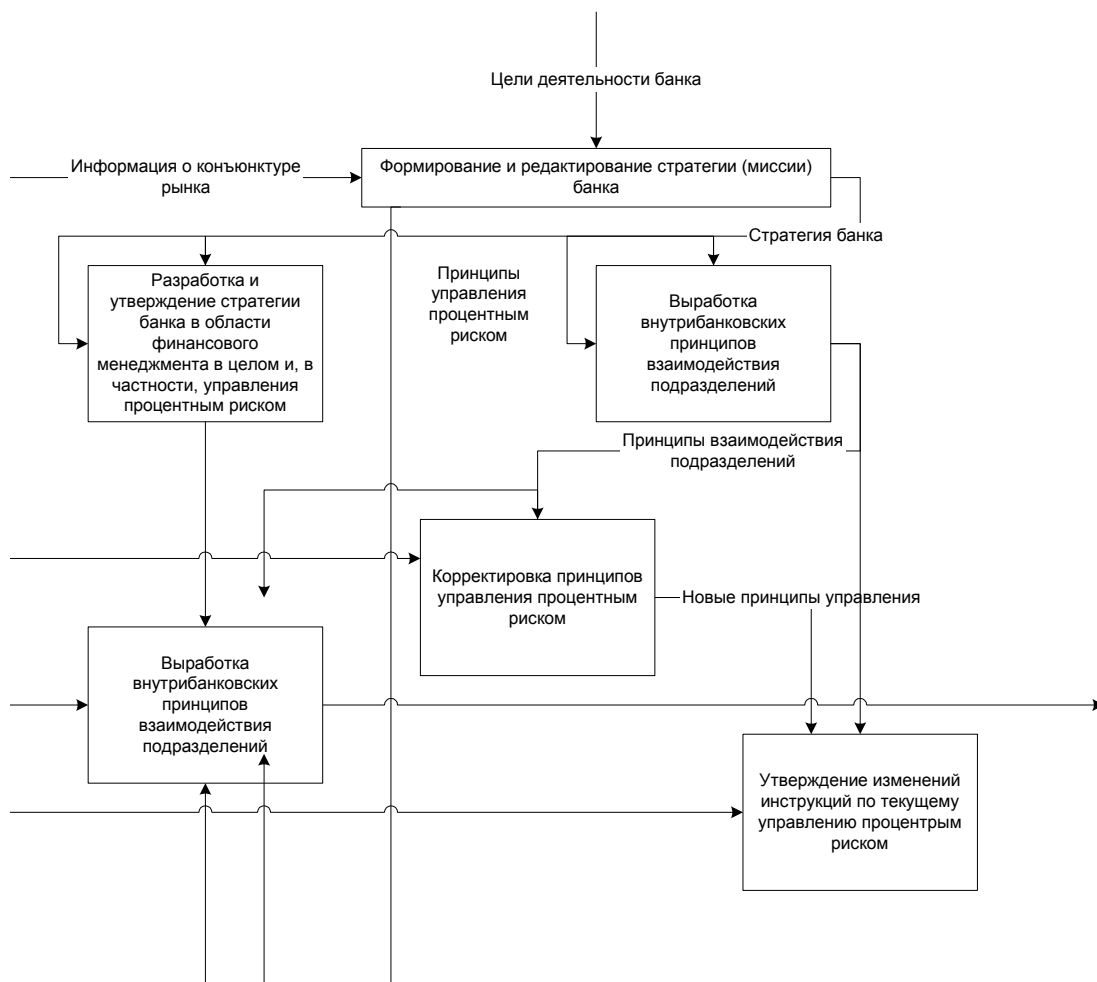 Цели деятельности банка
Информация о конъюнктуре
рынка
Формирование и редактирование стратегии (миссии)
банка
Стратегия банка
Разработка и
утверждение стратегии
банка в области
финансового
менеджмента в целом и, в
частности, управления
процентным риском
Принципы
управления
процентным
риском
Выработка
внутрибанковских
принципов
взаимодействия
подразделений
Принципы взаимодействия
подразделений
Корректировка принципов
управления процентным
риском
Новые принципы управления
Выработка
внутрибанковских
принципов
взаимодействия
подразделений
Утверждение изменений
инструкций по текущему
управлению процентрым
риском